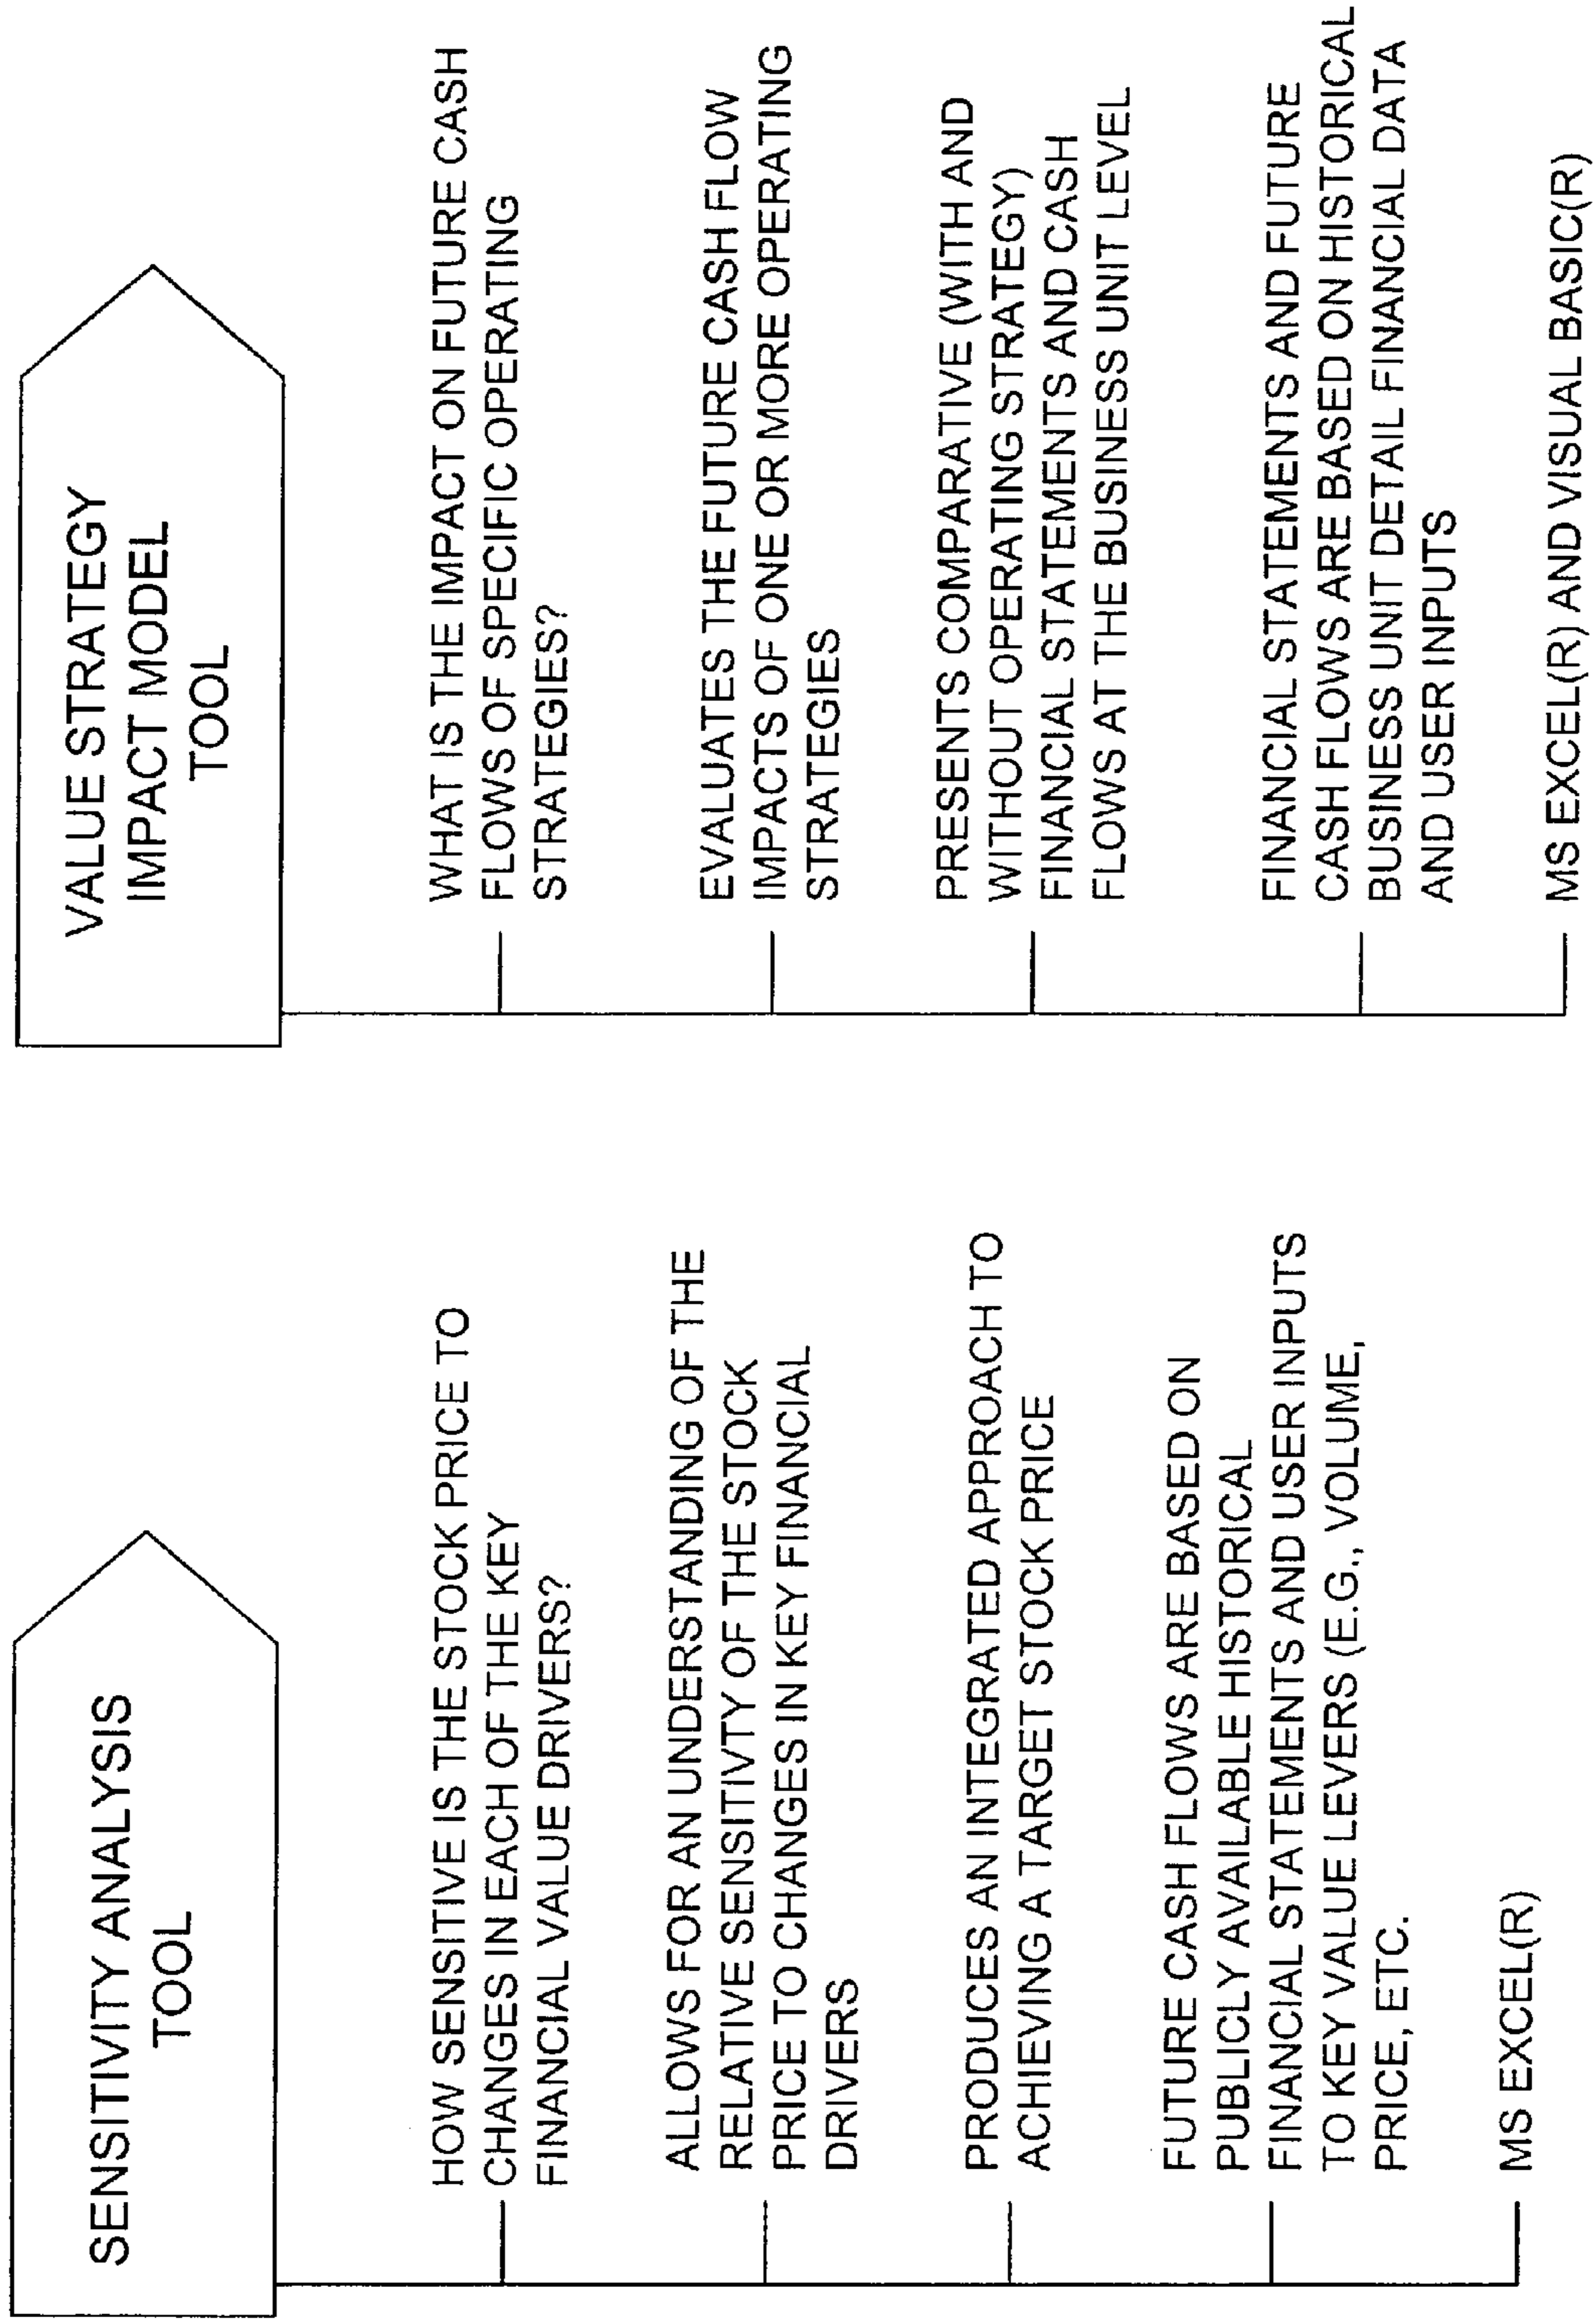 SENSITIVITY ANALYSIS
TOOL
HOW SENSITIVE IS THE STOCK PRICE TO
CHANGES IN EACH OF THE KEY
FINANCIAL VALUE DRIVERS?
ALLOWS FOR AN UNDERSTANDING OF THE
RELATIVE SENSITIVTY OF THE STOCK
PRICE TO CHANGES IN KEY FINANCIAL
DRIVERS
PRODUCES AN INTEGRATED APPROACH TO
ACHIEVING A TARGET STOCK PRICE
FUTURE CASH FLOWS ARE BASED ON
PUBLICLY AVAILABLE HISTORICAL
FINANCIAL STATEMENTS AND USER INPUTS
TO KEY VALUE LEVERS (E.G., VOLUME,
PRICE, ETC.
MS EXCEL(R)
VALUE STRATEGY
IMPACT MODEL
TOOL
WHAT IS THE IMPACT ON FUTURE CASH
FLOWS OF SPECIFIC OPERATING
STRATEGIES?
EVALUATES THE FUTURE CASH FLOW
IMPACTS OF ONE OR MORE OPERATING
STRATEGIES
PRESENTS COMPARATIVE (WITH AND
WITHOUT OPERATING STRATEGY)
FINANCIAL STATEMENTS AND CASH
FLOWS AT THE BUSINESS UNIT LEVEL
FINANCIAL STATEMENTS AND FUTURE
CASH FLOWS ARE BASED ON HISTORICAL
BUSINESS UNIT DETAIL FINANCIAL DATA
AND USER INPUTS
MS EXCEL(R) AND VISUAL BASIC(R)